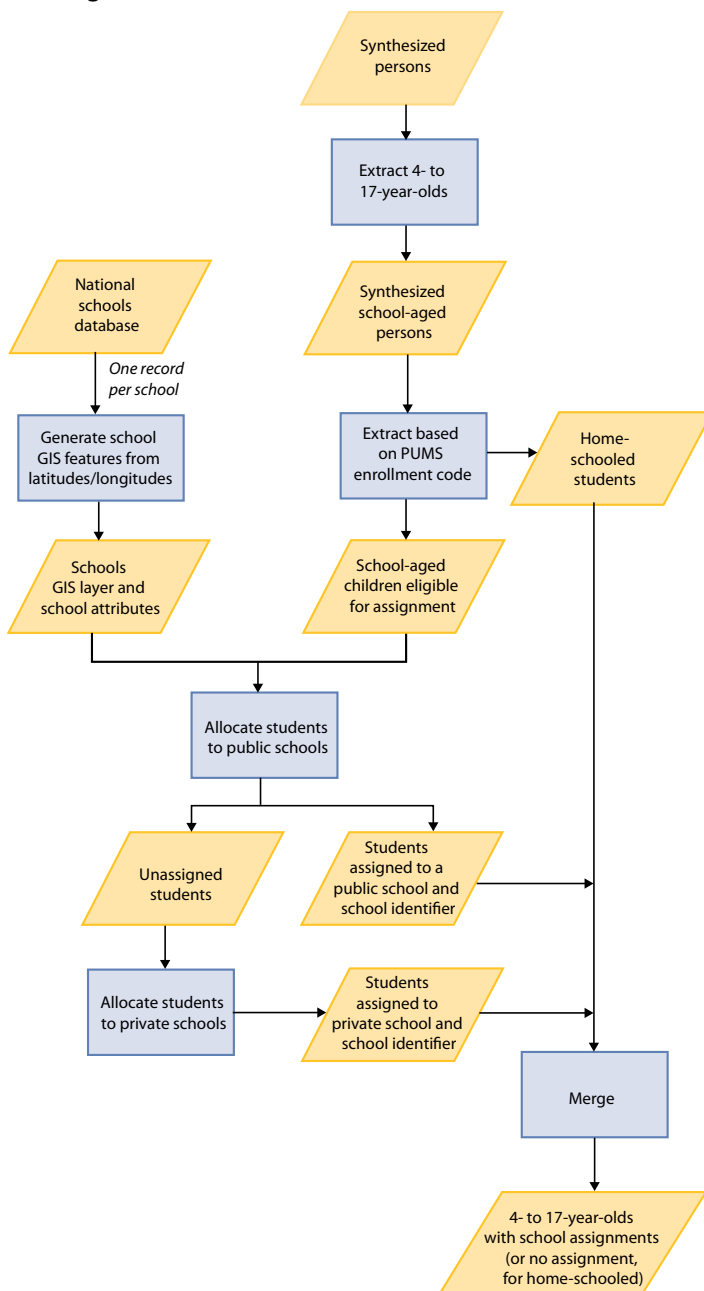 Synthesized
persons
Extract 4- to
17-year-olds
National
schools
database
Synthesized
school-aged
persons
One record
per school
Generate school
GIS features from
latitudes/longitudes
Extract based
on PUMS
enrollment code
Home-
schooled
students
Schools
GIS layer and
school attributes
School-aged
children eligible
for assignment
Allocate students
to public schools
Unassigned
students
Students
assigned to a
public school and
school identifier
Allocate students
to private schools
Students
assigned to
private school and
school identifier
Merge
4- to 17-year-olds
with school assignments
(or no assignment,
for home-schooled)